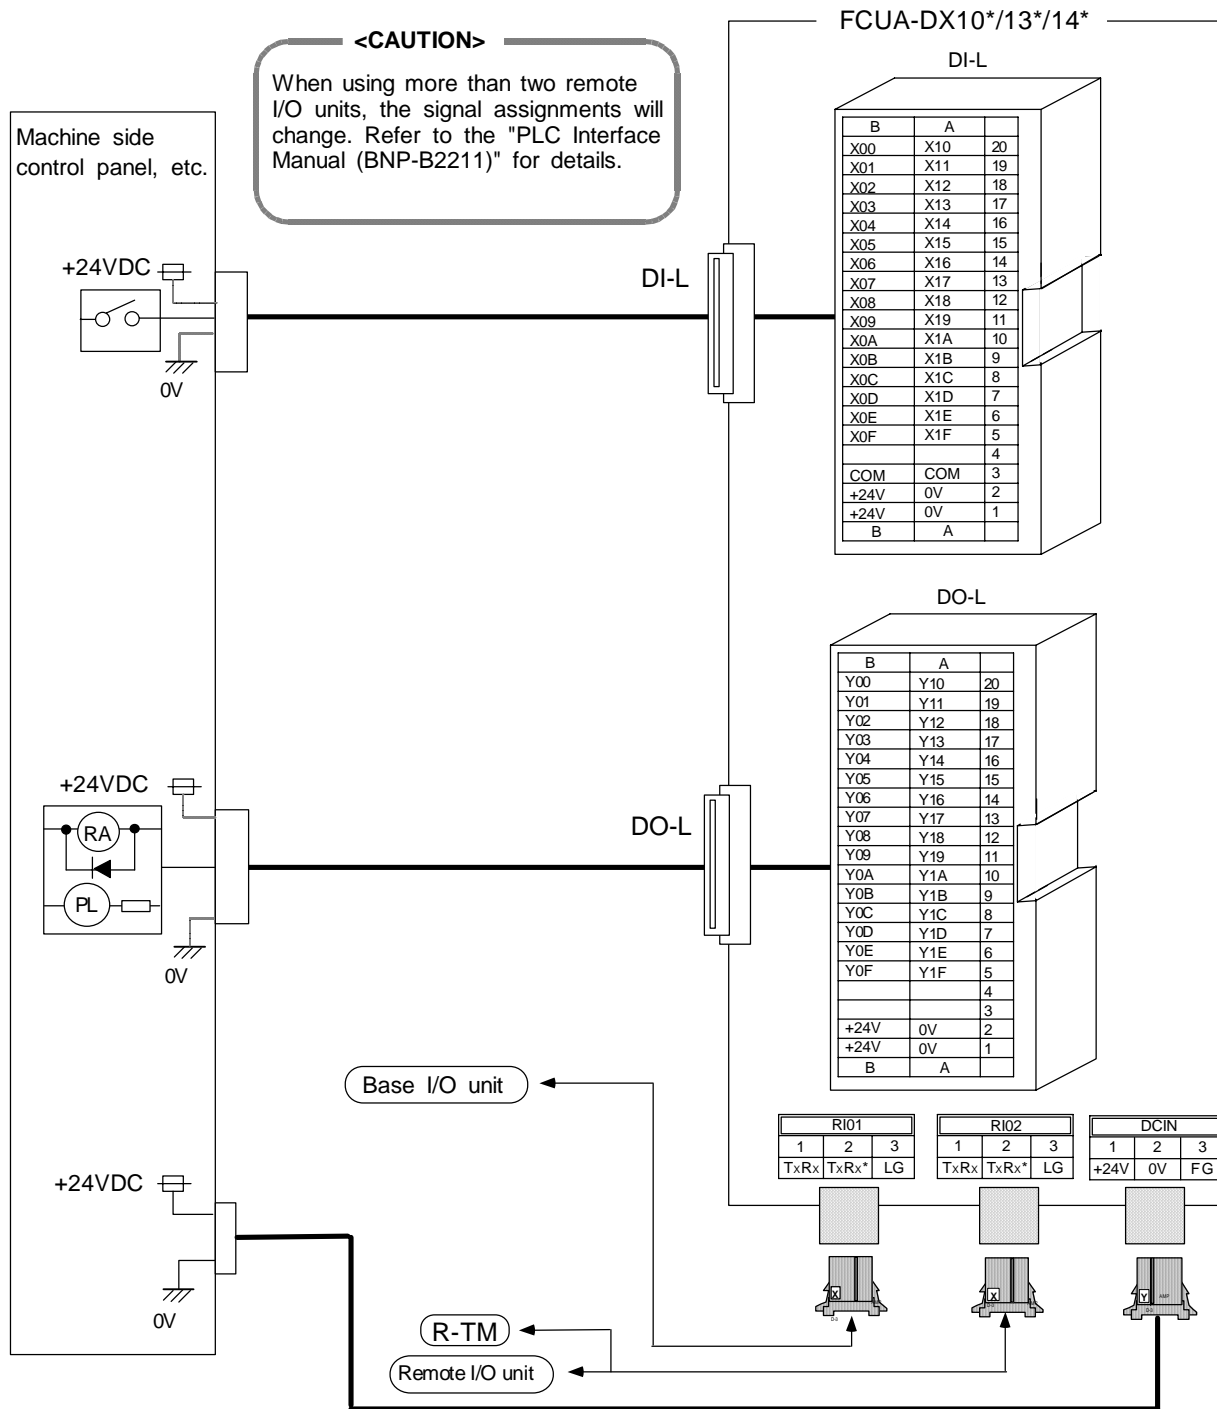 FCUA-DX10*/13*/14*
<CAUTION>
When using more than two remote
I/O units, the signal assignments will
change. Refer to the "PLC Interface
Manual (BNP-B2211)" for details.
Machine side
control panel, etc.
DI-L
B A
X00 X10 20
X01 X11 19
X02 X12 18
X03 X13 17
X04 X14 16
X05 X15 15
X06 X16 14
X07 X17 13
X08 X18 12
X09 X19 11
X0A X1A 10
X0B X1B 9
X0C X1C 8
X0D X1D 7
X0E X1E 6
X0F X1F 5
4
COM COM 3
+24V 0V 2
+24V 0V 1
B A
+24VDC
0V
DI-L
DO-L
B A
Y00 Y10 20
Y01 Y11 19
Y02 Y12 18
Y03 Y13 17
Y04 Y14 16
Y05 Y15 15
Y06 Y16 14
Y07 Y17 13
Y08 Y18 12
Y09 Y19 11
Y0A Y1A 10
Y0B Y1B 9
Y0C Y1C 8
Y0D Y1D 7
Y0E Y1E 6
Y0F Y1F 5
4
3
+24V 0V 2
+24V 0V 1
B A
+24VDC
RA
PL
0V
DO-L
Base I/O unit
RI01
1 2 3
TxRx TxRx* LG
RI02
1 2 3
TxRx TxRx* LG
DCIN
1 2 3
+24V 0V FG
+24VDC
0V
X
X
Y
AMP
R-TM
Remote I/O unit